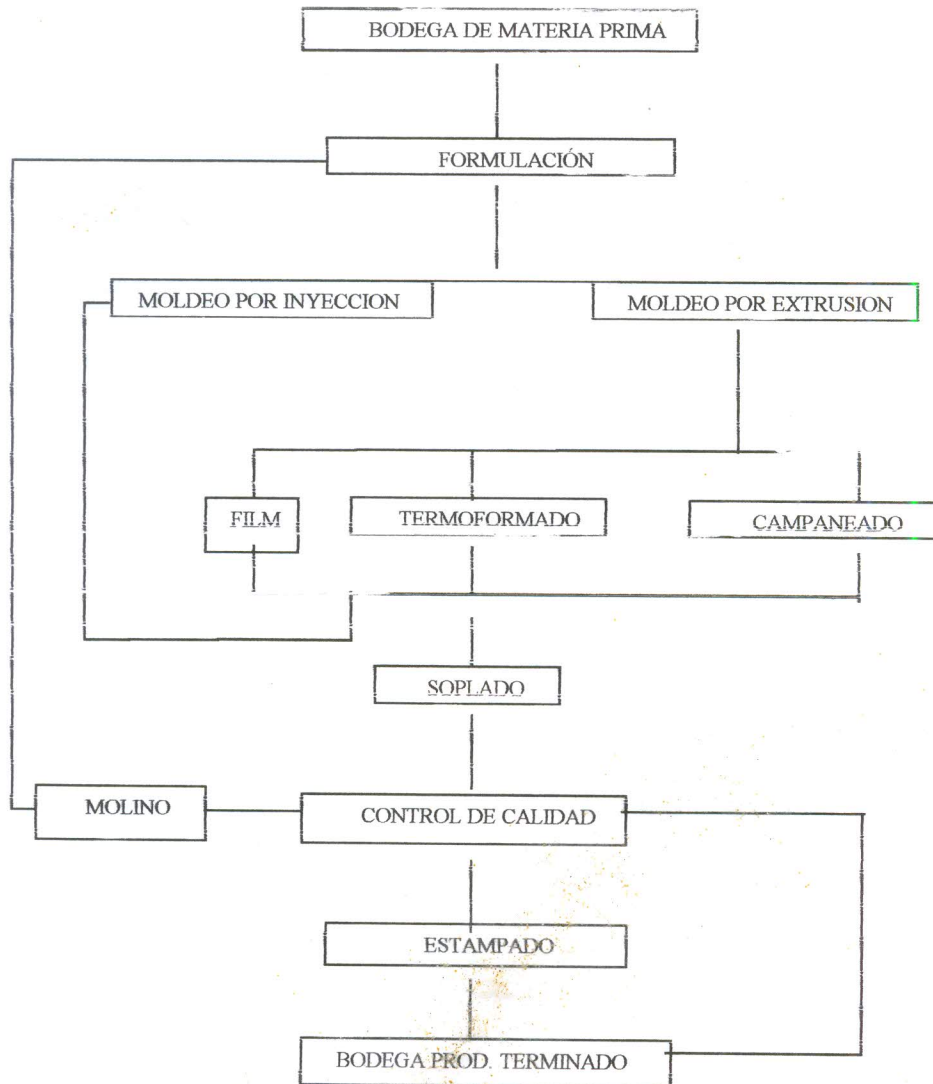 BODEGA DE MATERIA PRIMA
FORMULACIÓN
MOLDEO POR INYECCION
MOLDEO POR EXTRUSION
FILM
TERMOFORMADO
CAMPANEADO
SOPLADO
MOLINO
CONTROL DE CALIDAD
ESTAMPADO
BODEGA PROD. TERMINADO